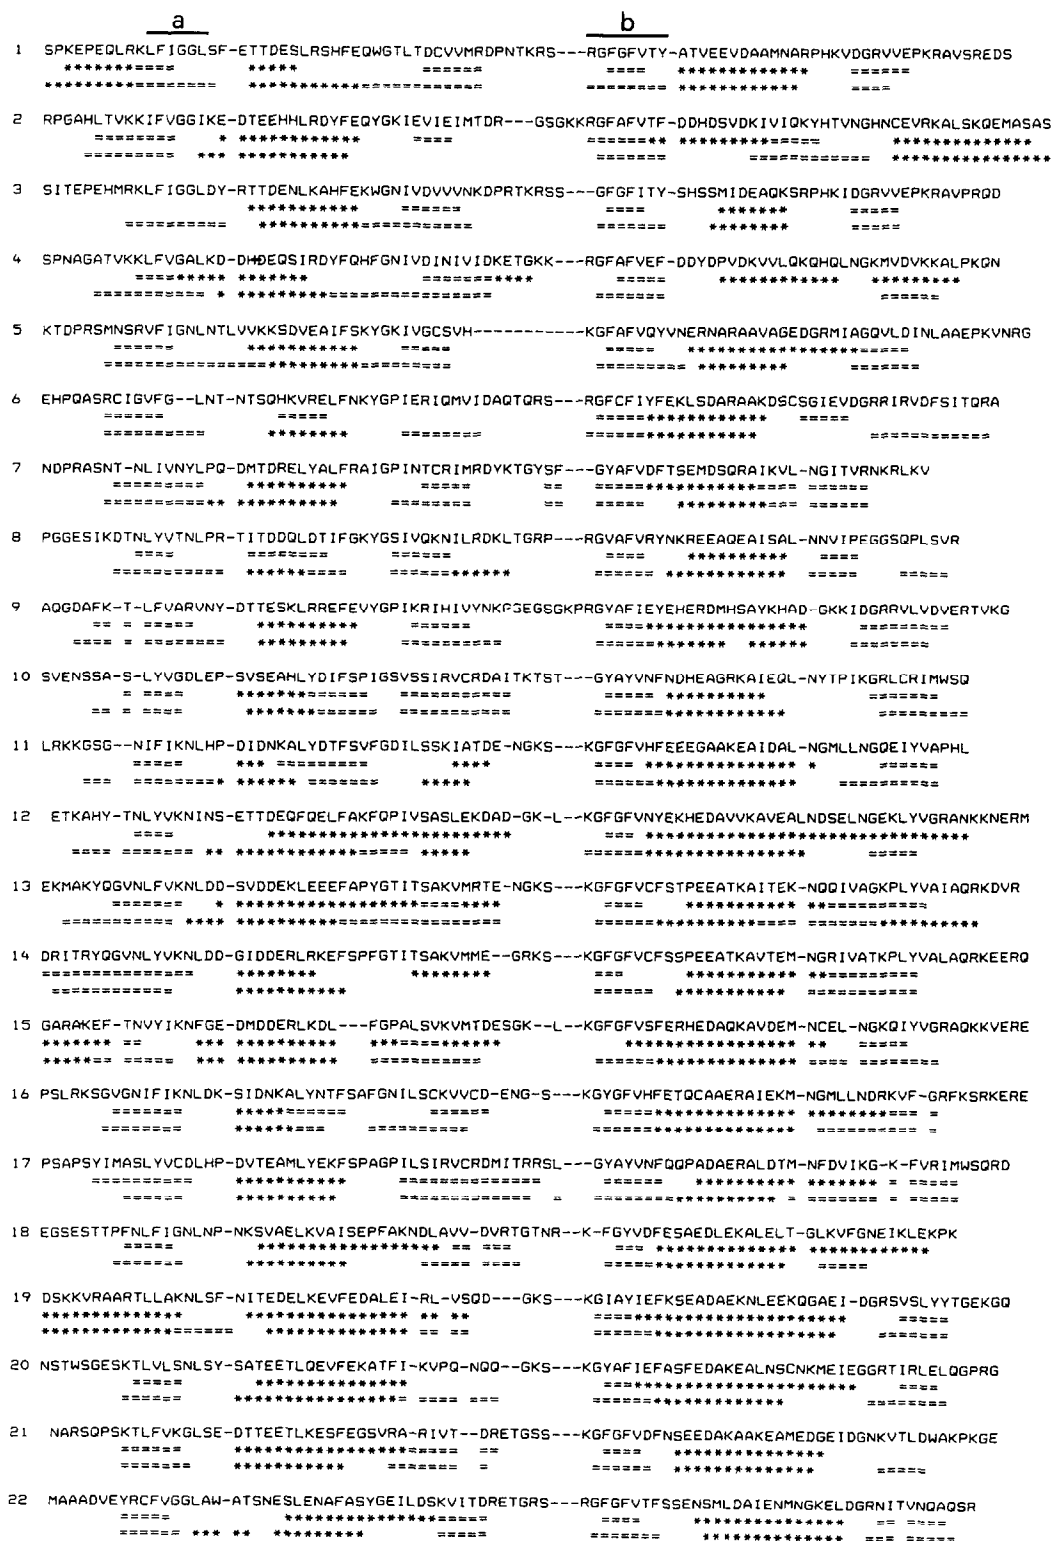 a b
1 SPKEPEQLRKLFIGGLSF-ETTDESLRSHFEQWGTLTDCVVMRDPNTKRS---RGFGFVTY-ATVEEVDAAMNARPHKVDGRVVEPKRAVSREDS
2 RPGAHLTVKKIFVGGIKE-DTEEHHLRDYFEQYGKIEVIEIMTDR---GSGKKRGFAFVTF-DDHDSVDKIVIQKYHTVNGHNCEVRKALSKQEMASAS
3 SITEPEHMRKLFIGGLDY-RTTDENLKAHFEKWGNIVDVVVNKDPRTKRSS---GFGFITY-SHSSMIDEAQKSRPHKIDGRVVEPKRAVPRQD
4 SPNAGATVKKLFVGALKD-DHDEQSIRDYFQHFGNIVDINIVIDKETGKK---RGFAFVEF-DDYDPVDKVVLQKQHQLNGKMVDVKKALPKQN
5 KTDPRSMNSRVFIGNLNTLVVKKSDVEAIFSKYGKIVGCSVH-----------KGFAFVQYVNERNARAAVAGEDGRMIAGQVLDINLAAEPKVNRG
6 EHPQASRCIGVFG--LNT-NTSQHKVRELFNKYGPIERIQMVIDAQTQRS---RGFCFIYFEKLSDARAAKDSCSGIEVDGRRIRVDFSITQRA
7 NDPRASNT-NLIVNYLPQ-DMTDRELYALFRAIGPINTCRIMRDYKTGYSF---GYAFVDFTSEMDSQRAIKVL-NGITVRNKRLKV
8 PGGESIKDTNLYVTNLPR-TITDDQLDTIFGKYGSIVQKNILRDKLTGRP---RGVAFVRYNKREEAQEAISAL-NNVIPEGGSQPLSVR
9 AQGDAFK-T-LFVARVNY-DTTESKLRREFEVYGPIKRIHIVYNKRSEGSGKPRGYAFIEYEHERDMHSAYKHAD-GKKIDGRRVLVDVERTVKG
10 SVENSSA-S-LYVGDLEP-SVSEAHLYDIFSPIGSVSSIRVCRDAITKTST---GYAYVNFNDHEAGRKAIEQL-NYTPIKGRLCRIMWSQ
11 LRKKGSG--NIFIKNLHP-DIDNKALYDTFSVFGDILSSKIATDE-NGKS---KGFGFVHFEEEGAAKEAIDAL-NGMLLNGQEIYVAPHL
12 ETKAHY-TNLYVKNINS-ETTDEQFQELFAKFQPIVSASLEKDAD-GK-L---KGFGFVNYEKHEDAVVKAVEALNDSELNGEKLYVGRANKKNERM
13 EKMAKYQGVNLFVKNLDD-SVDDEKLEEEFAPYGTITSAKVMRTE-NGKS---KGFGFVCFSTPEEATKAITEK-NQQIVAGKPLYVAIAQRKDVR
14 DRITRYQGVNLYVKNLDD-GIDDERLRKEFSPFGTITSAKVMME--GRKS---KGFGFVCFSSPEEATKAVTEM-NGRIVATKPLYVALAQRKEERQ
15 GARAKEF-TNVYIKNFGE-DMDDERLKDL---FGPALSVKVMTDESGK--L---KGFGFVSFERHEDAQKAVDEM-NCEL-NGKQIYVGRAQKKVERE
16 PSLRKSGVGNIFIKNLDK-SIDNKALYNTFSAFGNILSCKVVCD-ENG-S---KGYGFVHFETQCAAERAIEKM-NGMLLNDRKVF-GRFKSRKERE
17 PSAPSYIMASLYVCDLHP-DVTEAMLYEKFSPAGPILSIRVCRDMITRRSL---GYAYVNFQQPADAERALDTM-NFDVIKG-K-FVRIMWSQRD
18 EGSESTTPFNLFIGNLNP-NKSVAELKVAISEPFAKNDLAVV-DVRTGTNR---K-FGYVDFESAEDLEKALELT-GLKVFGNEIKLEKPK
19 DSKKVRAARTLLAKNLSF-NITEDELKEVFEDALEI-RL-VSQD---GKS---KGIAYIEFKSEADAEKNLEEKQGAEI-DGRSVSLYYTGEKGQ
20 NSTWSGESKTLVLSNLSY-SATEETLQEVFEKATFI-KVPQ-NQQ--GKS---KGYAFIEFASFEDAKEALNSCNKMEIEGGRTIRLELQGPRG
21 NARSQPSKTLFVKGLSE-DTTEETLKESFEGSVRA-RIVT--DRETGSS---KGFGFVDFNSEEDAKAAKEAMEDGEIDGNKVTLDWAKPKGE
22 MAAADVEYRCFVGGLAW-ATSNESLENAFASYGEILDSKVITDRETGRS---RGFGFVTFSSENSMLDAIENMNGKELDGRNITVNQAQSR